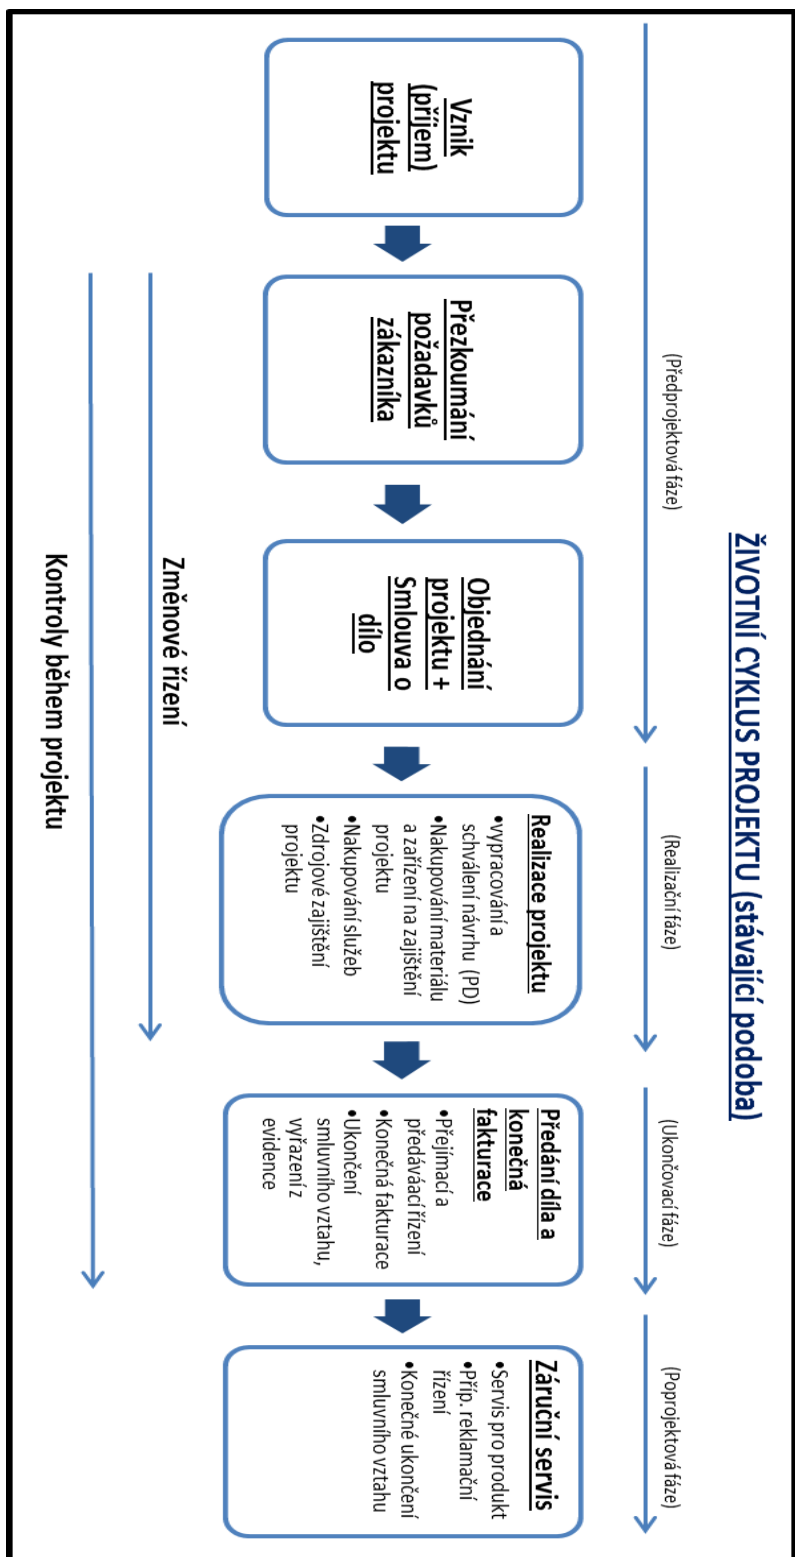 ŽIVOTNÍ CYKLUS PROJEKTU (stávající podoba)
(Předprojektová fáze)
(Realizační fáze)
(Ukončovací fáze)
(Poprojektová fáze)
Vznik
(příjem)
projektu
Přezkoumání
požadavků
zákazníka
Objednání
projektu +
Smlouva o
dílo
Realizace projektu
•vypracování a
schválení návrhu (PD)
•Nakupování materiálu
a zařízení na zajištění
projektu
•Nakupování služeb
•Zdrojové zajištění
projektu
Předání díla a
konečná
fakturace
•Přejímací a
předáváací řízení
•Konečná fakturace
•Ukončení
smluvního vztahu,
vyřazení z
evidence
Záruční servis
•Servis pro produkt
•Příp. reklamační
řízení
•Konečné ukončení
smluvního vztahu
Změnové řízení
Kontroly během projektu